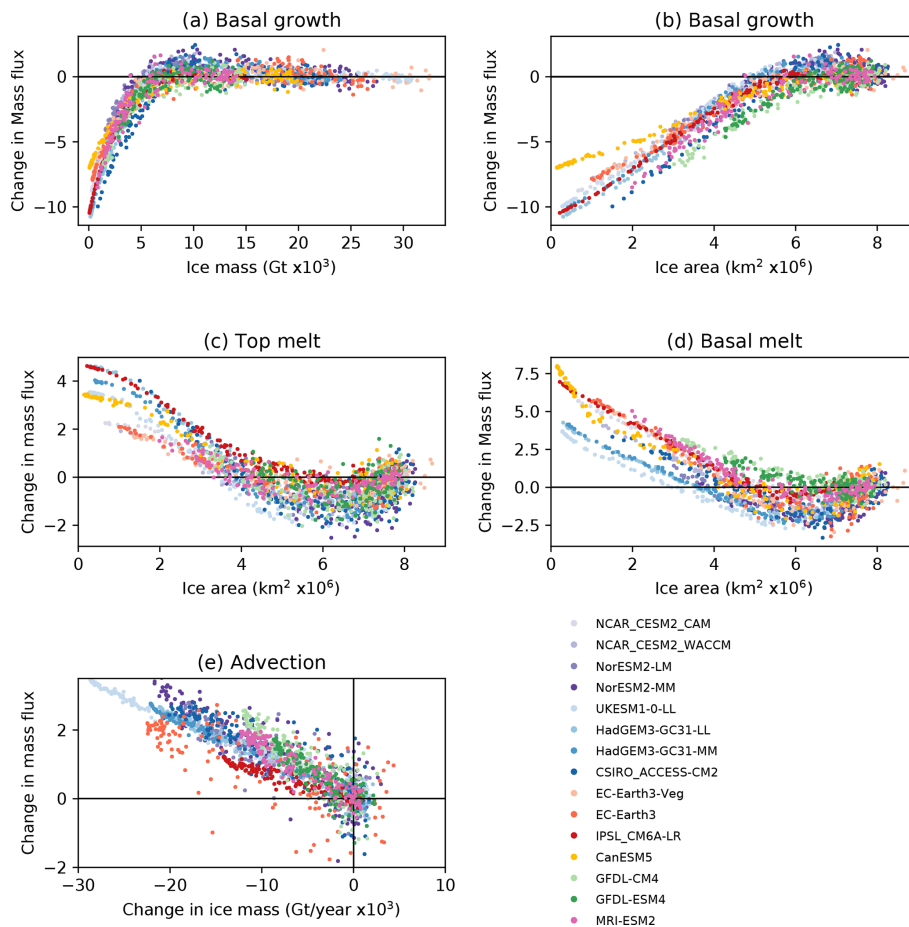 (a) Basal growth
Change in Mass flux
0
−5
−10
0 5 10 15 20 25 30
Ice mass (Gt x10³)
(b) Basal growth
Change in Mass flux
0
−5
−10
0 2 4 6 8
Ice area (km² x10⁶)
(c) Top melt
Change in mass flux
4
2
0
−2
0 2 4 6 8
Ice area (km² x10⁶)
(d) Basal melt
Change in Mass flux
7.5
5.0
2.5
0.0
−2.5
0 2 4 6 8
Ice area (km² x10⁶)
(e) Advection
Change in mass flux
2
0
−2
−30 −20 −10 0 10
Change in ice mass (Gt/year x10³)
NCAR_CESM2_CAM
NCAR_CESM2_WACCM
NorESM2-LM
NorESM2-MM
UKESM1-0-LL
HadGEM3-GC31-LL
HadGEM3-GC31-MM
CSIRO_ACCESS-CM2
EC-Earth3-Veg
EC-Earth3
IPSL_CM6A-LR
CanESM5
GFDL-CM4
GFDL-ESM4
MRI-ESM2